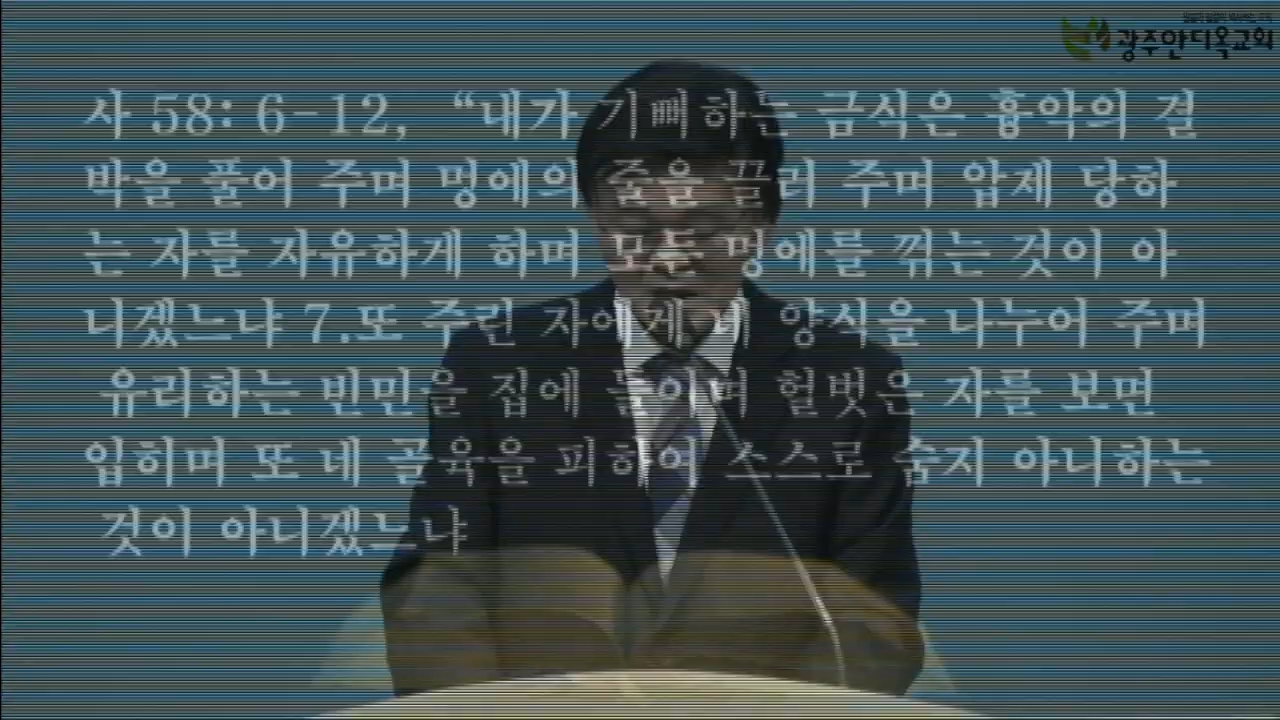 광주안디옥교회
사 58: 6-12, “내가 기뻐하는 금식은 흉악의 결
박을 풀어 주며 멍에의 줄을 끌러 주며 압제 당하
는 자를 자유하게 하며 모든 멍에를 꺾는 것이 아
니겠느냐 7.또 주린 자에게 네 양식을 나누어 주며
유리하는 빈민을 집에 들이며 헐벗은 자를 보면
입히며 또 네 골육을 피하여 스스로 숨지 아니하는
것이 아니겠느냐